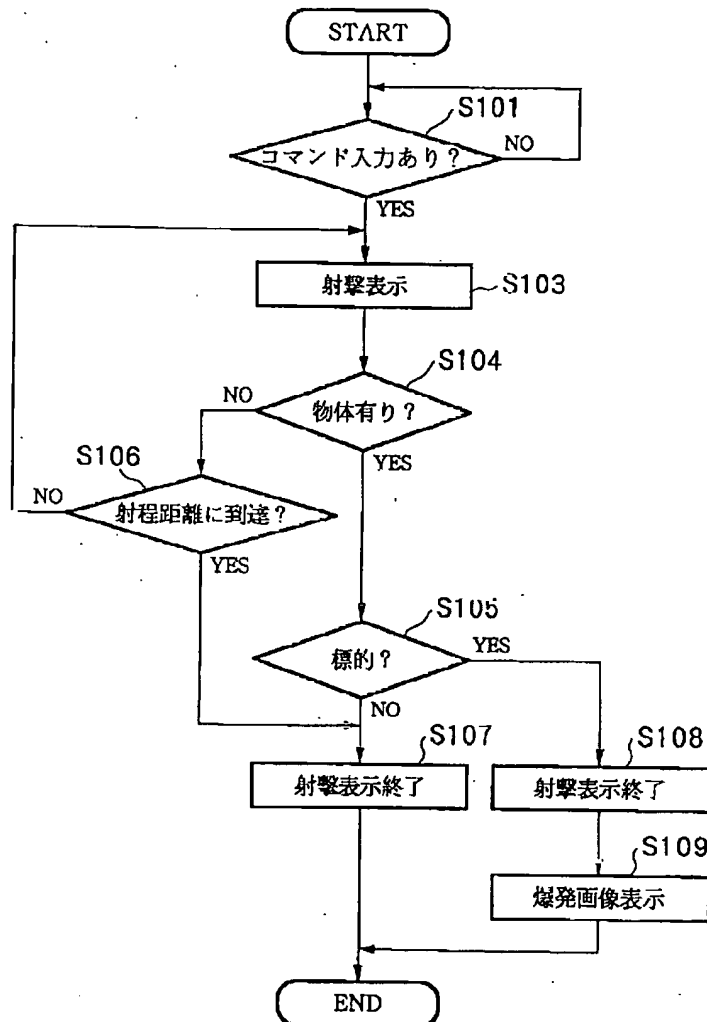 START
S101
コマンド入力あり？
NO
YES
射撃表示
S103
S104
NO
物体有り？
YES
S106
NO
射程距離に到達？
YES
S105
標的？
YES
NO
S107
射撃表示終了
S108
射撃表示終了
S109
爆発画像表示
END